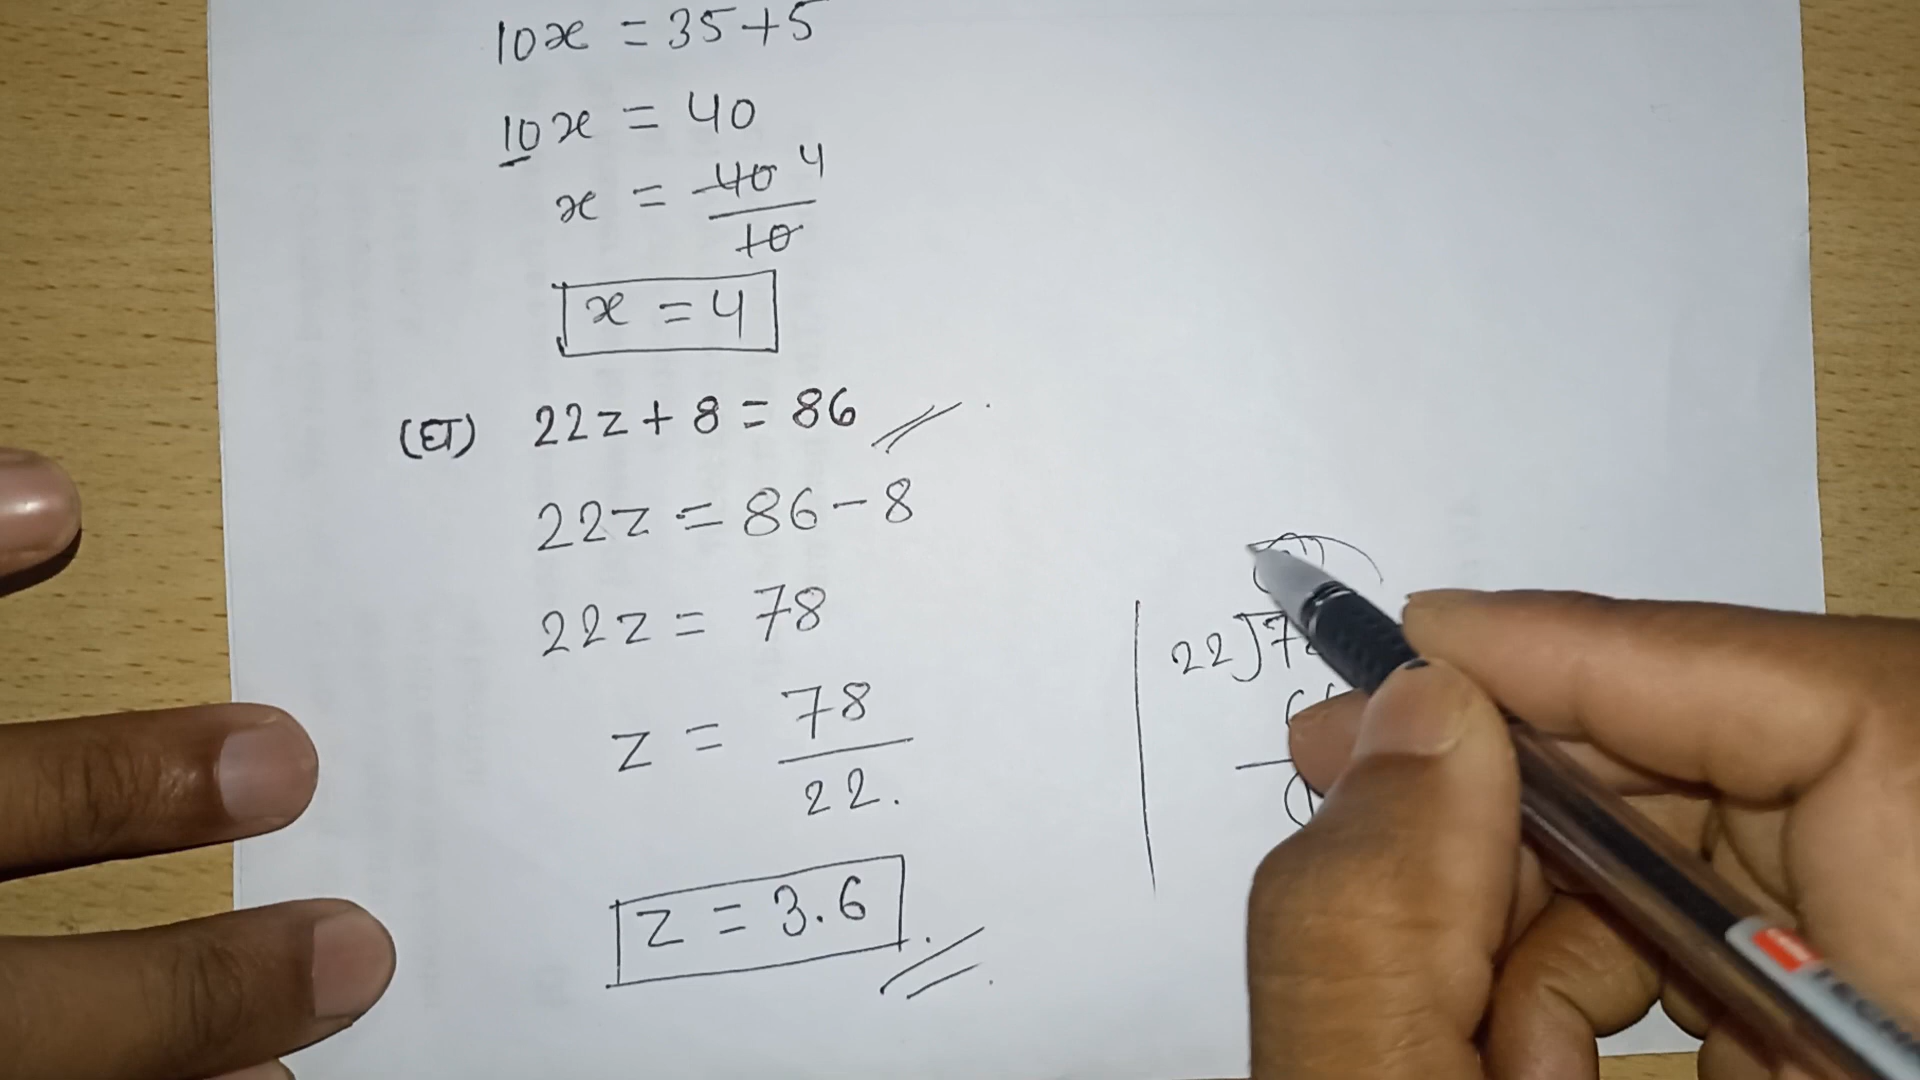 10x = 35+5
10x = 40
x = 40 4
10
x = 4
(घ) 22z + 8 = 86
22z = 86 - 8
22z = 78
z = 78
22.
z = 3.6
22)7